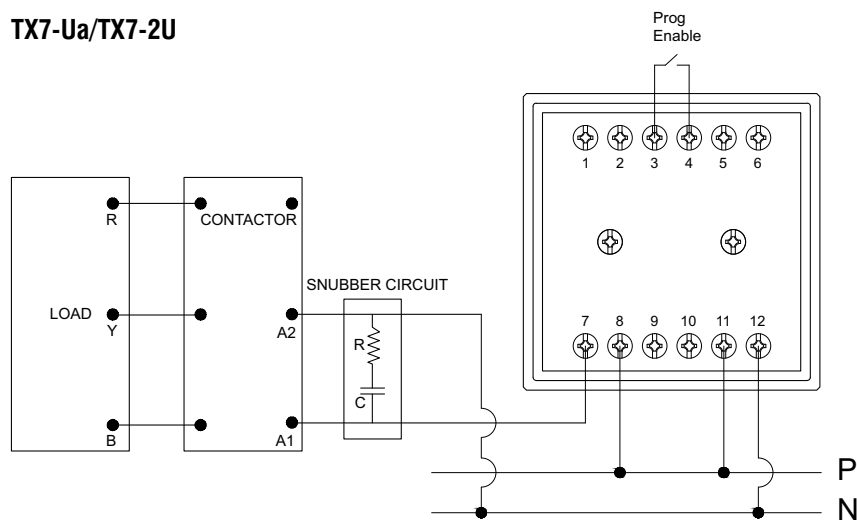 TX7-Ua/TX7-2U
Prog
Enable
1 2 3 4 5 6
R
CONTACTOR
SNUBBER CIRCUIT
LOAD
Y
A2
R
7 8 9 10 11 12
C
B
A1
P
N